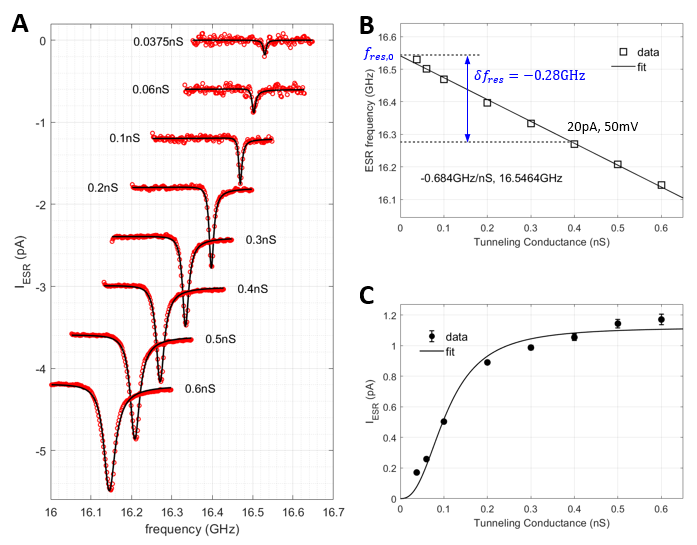 A
0.0375nS
0.06nS
0.1nS
0.2nS
0.3nS
0.4nS
0.5nS
0.6nS
0
-1
-2
-3
-4
-5
I_ESR (pA)
16 16.1 16.2 16.3 16.4 16.5 16.6 16.7
frequency (GHz)
B
16.6
16.5
16.4
16.3
16.2
16.1
ESR frequency (GHz)
f_res,0
δf_res = −0.28GHz
data
fit
20pA, 50mV
-0.684GHz/nS, 16.5464GHz
0 0.1 0.2 0.3 0.4 0.5 0.6
Tunneling Conductance (nS)
C
1.2
1
0.8
0.6
0.4
0.2
0
I_ESR (pA)
data
fit
0 0.1 0.2 0.3 0.4 0.5 0.6
Tunneling Conductance (nS)